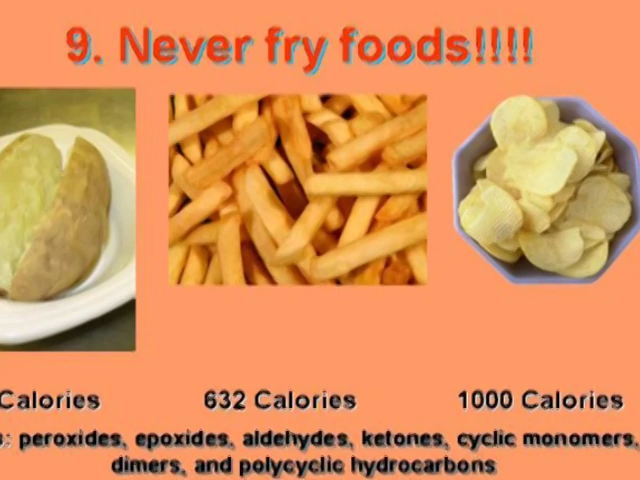 9. Never fry foods!!!!
Calories
632 Calories
1000 Calories
: peroxides, epoxides, aldehydes, ketones, cyclic monomers,
dimers, and polycyclic hydrocarbons